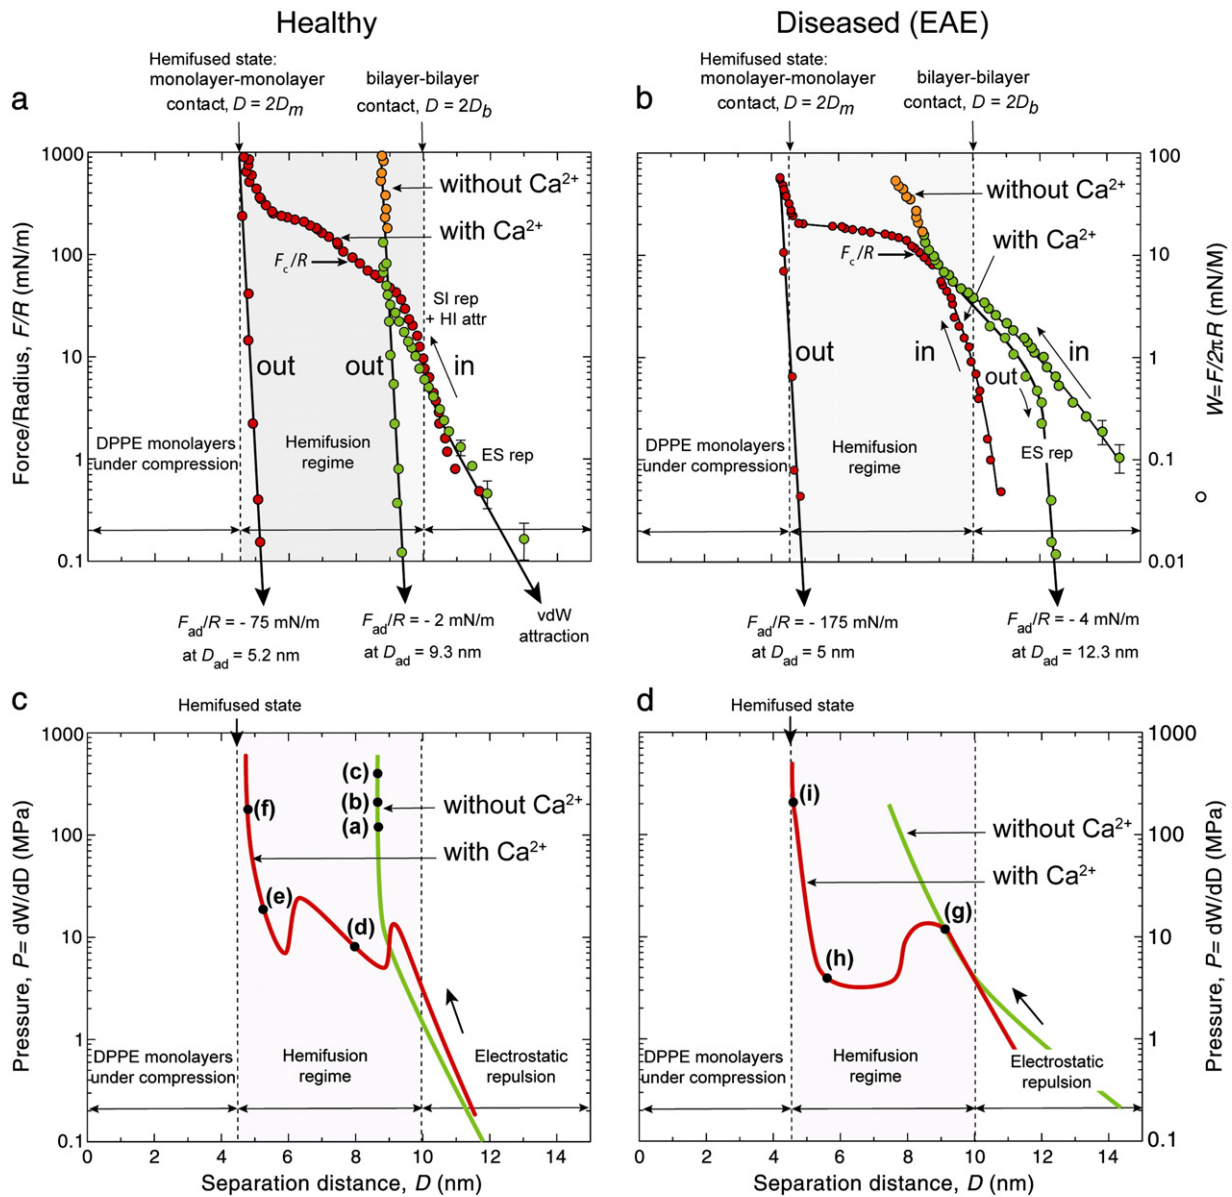 Healthy
Diseased (EAE)
a
Hemifused state:
monolayer-monolayer
contact, D = 2Dm
bilayer-bilayer
contact, D = 2Db
1000
100
10
1
0.1
Force/Radius, F/R (mN/m)
without Ca2+
with Ca2+
Fc/R
SI rep
+ HI attr
out
out
in
DPPE monolayers
under compression
Hemifusion
regime
ES rep
Fad/R = - 75 mN/m
at Dad = 5.2 nm
Fad/R = - 2 mN/m
at Dad = 9.3 nm
vdW
attraction
b
Hemifused state:
monolayer-monolayer
contact, D = 2Dm
bilayer-bilayer
contact, D = 2Db
100
10
1
0.1
0.01
W=F/2πR (mN/M)
without Ca2+
with Ca2+
Fc/R
out
in
out
in
DPPE monolayers
under compression
Hemifusion
regime
ES rep
Fad/R = - 175 mN/m
at Dad = 5 nm
Fad/R = - 4 mN/m
at Dad = 12.3 nm
c
Hemifused state
1000
100
10
1
0.1
Pressure, P= dW/dD (MPa)
(c)
(b)
(a)
(f)
(e)
(d)
without Ca2+
with Ca2+
DPPE monolayers
under compression
Hemifusion
regime
Electrostatic
repulsion
0 2 4 6 8 10 12 14
Separation distance, D (nm)
d
Hemifused state
1000
100
10
1
0.1
Pressure, P= dW/dD (MPa)
(i)
(h)
(g)
without Ca2+
with Ca2+
DPPE monolayers
under compression
Hemifusion
regime
Electrostatic
repulsion
0 2 4 6 8 10 12 14
Separation distance, D (nm)